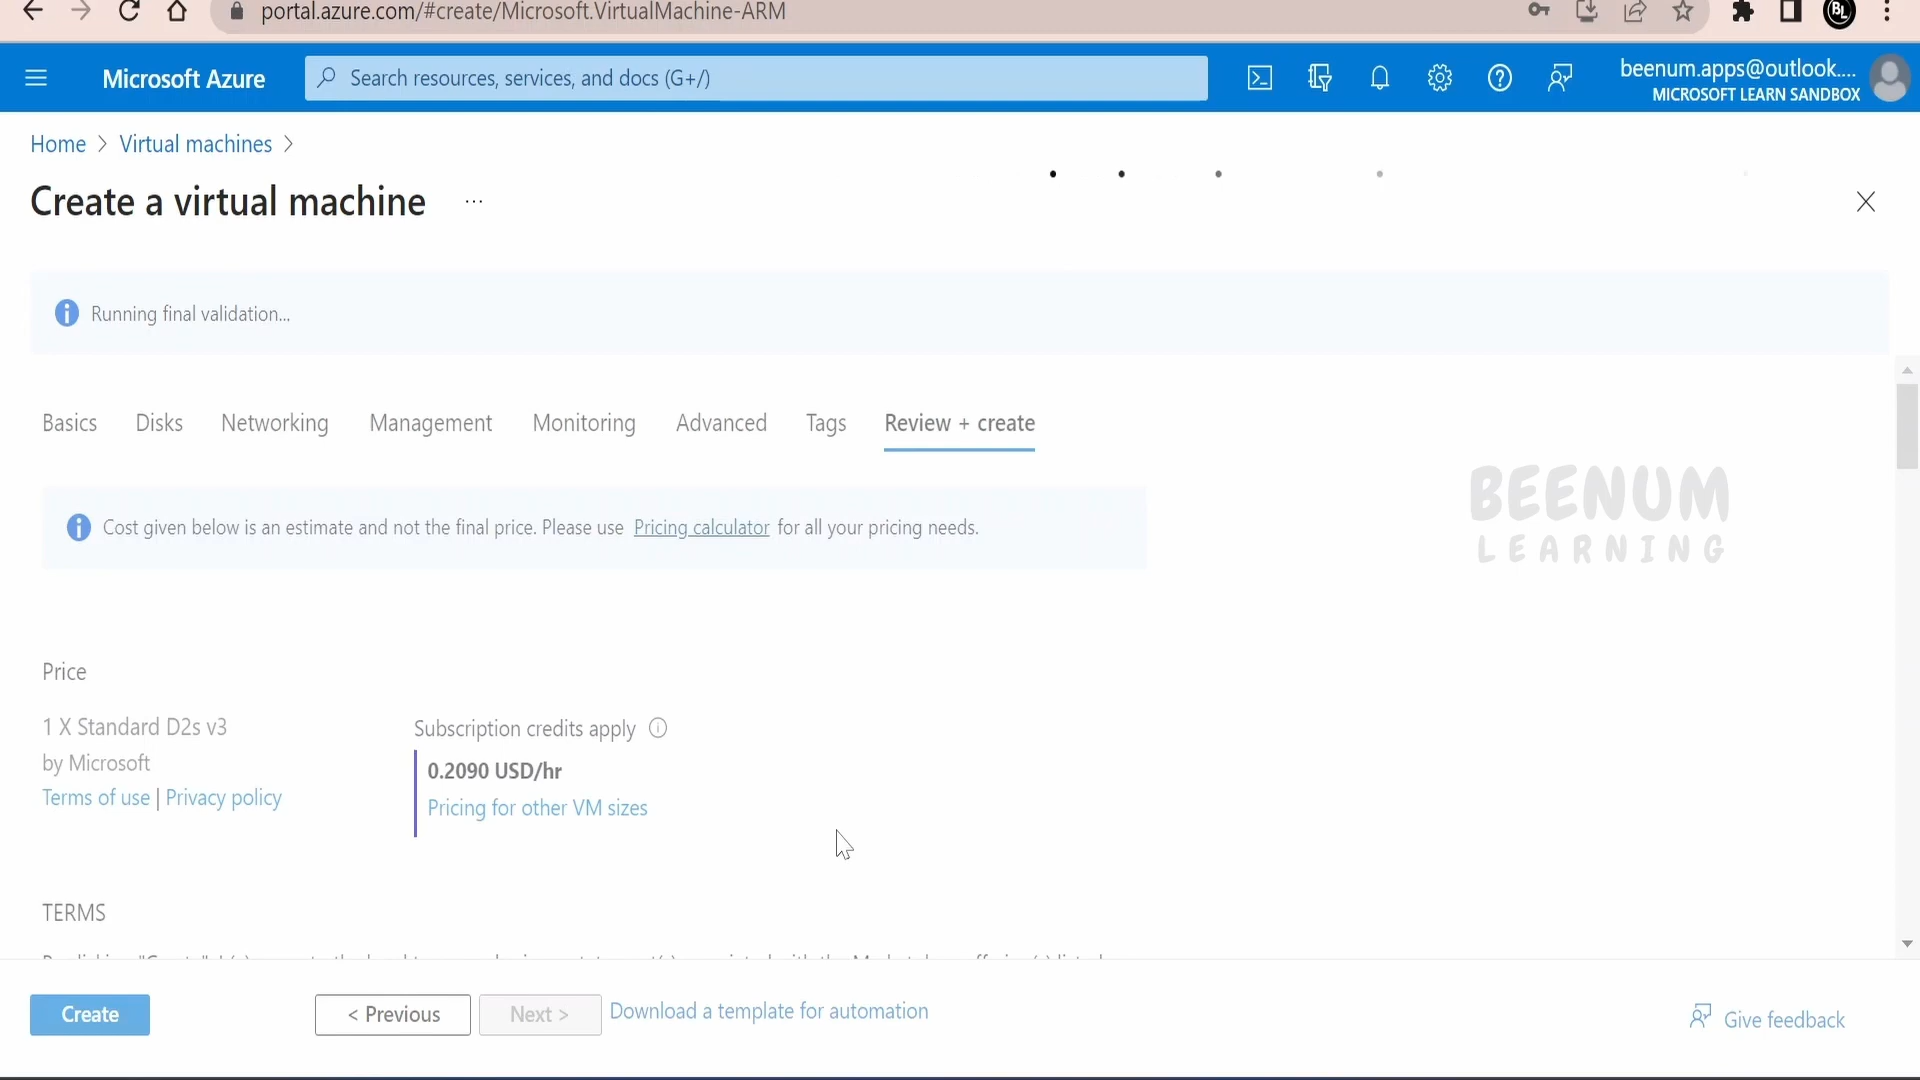 portal.azure.com/#create/Microsoft.VirtualMachine-ARM
BL
Microsoft Azure
Search resources, services, and docs (G+/)
beenum.apps@outlook....
MICROSOFT LEARN SANDBOX
Home > Virtual machines >
Create a virtual machine ...
Running final validation...
Basics Disks Networking Management Monitoring Advanced Tags Review + create
BEENUM
LEARNING
Cost given below is an estimate and not the final price. Please use Pricing calculator for all your pricing needs.
Price
1 X Standard D2s v3
by Microsoft
Terms of use | Privacy policy
Subscription credits apply
0.2090 USD/hr
Pricing for other VM sizes
TERMS
Create
< Previous
Next >
Download a template for automation
Give feedback